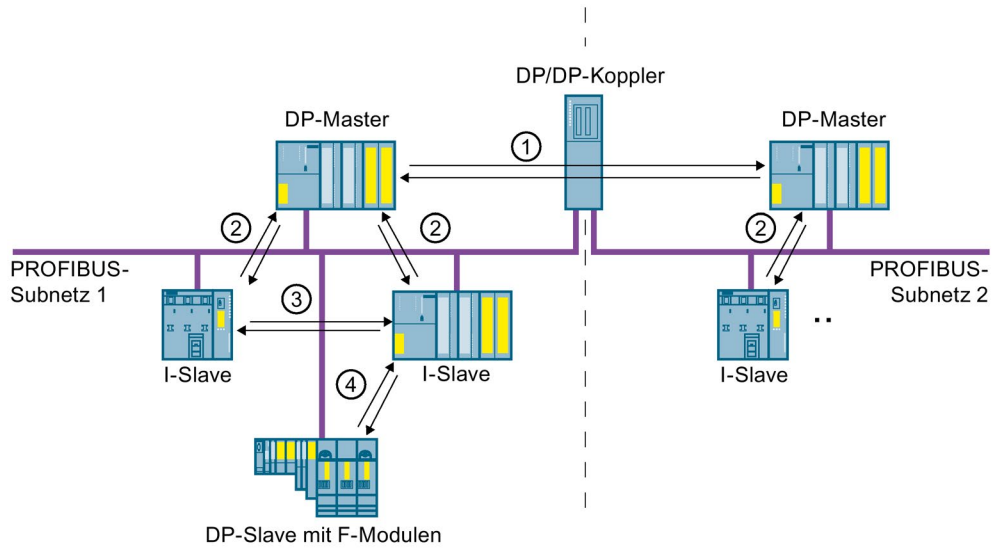 DP/DP-Koppler
DP-Master
DP-Master
1
2
2
2
PROFIBUS-
Subnetz 1
PROFIBUS-
Subnetz 2
3
I-Slave
I-Slave
I-Slave
..
4
DP-Slave mit F-Modulen